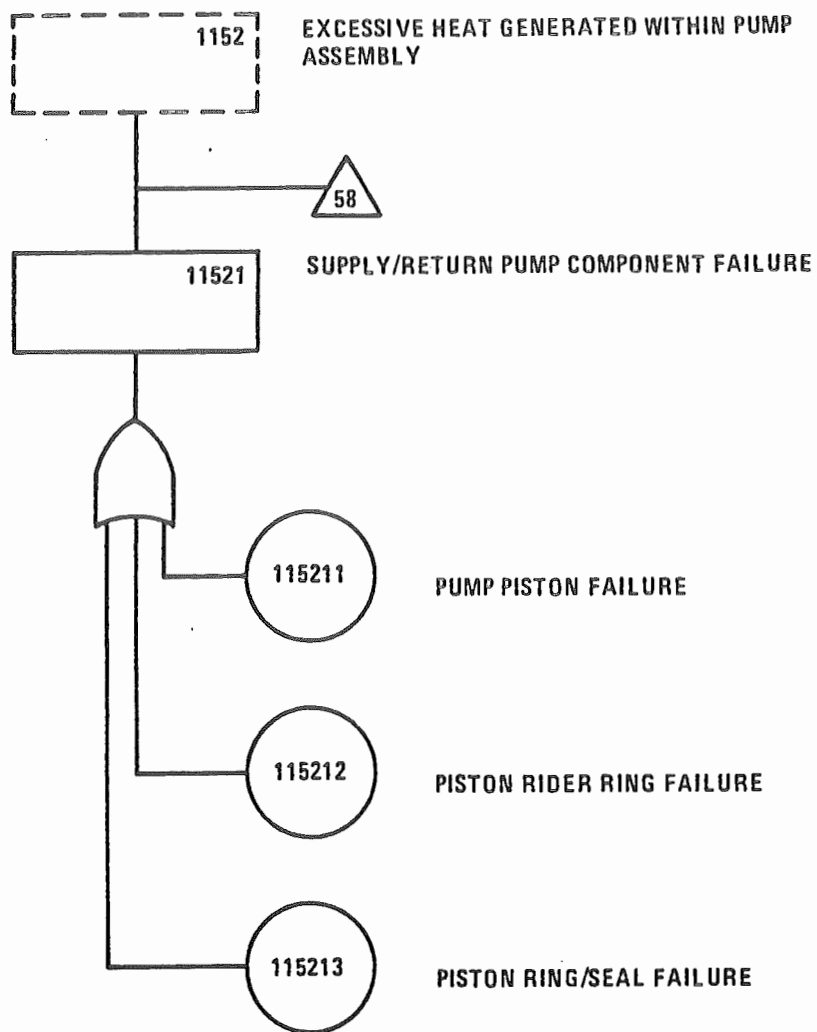 1152
EXCESSIVE HEAT GENERATED WITHIN PUMP
ASSEMBLY
58
11521
SUPPLY/RETURN PUMP COMPONENT FAILURE
115211
PUMP PISTON FAILURE
115212
PISTON RIDER RING FAILURE
115213
PISTON RING/SEAL FAILURE